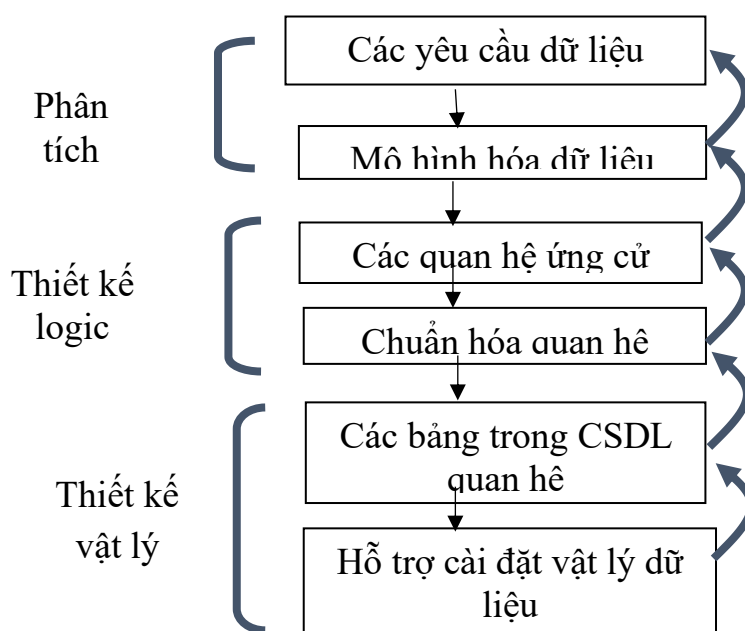 Các yêu cầu dữ liệu
Phân
tích
Mô hình hóa dữ liệu
Các quan hệ ứng cử
Thiết kế
logic
Chuẩn hóa quan hê
Các bảng trong CSDL
quan hê
Thiết kế
vật lý
Hỗ trợ cài đặt vật lý dữ
liệu